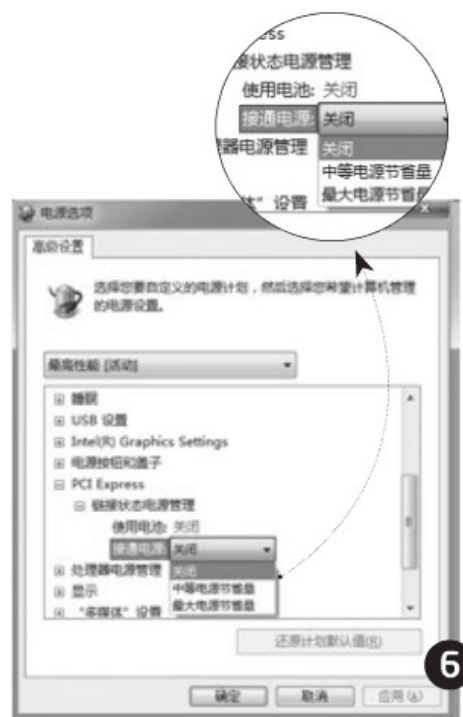 ess
接状态电源管理
使用电池: 关闭
接通电源: 关闭
器电源管理 关闭
中等电源节省量
体"设置 最大电源节省量
电源选项
高级设置
选择您要自定义的电源计划，然后选择您希望计算机管理
的电源设置。
最高性能 [活动]
睡眠
USB 设置
Intel(R) Graphics Settings
电源按钮和盖子
PCI Express
链接状态电源管理
使用电池: 关闭
接通电源: 关闭
处理器电源管理 关闭
中等电源节省量
显示
最大电源节省量
"多媒体"设置
还原计划默认值(R)
6
确定 取消 应用(A)